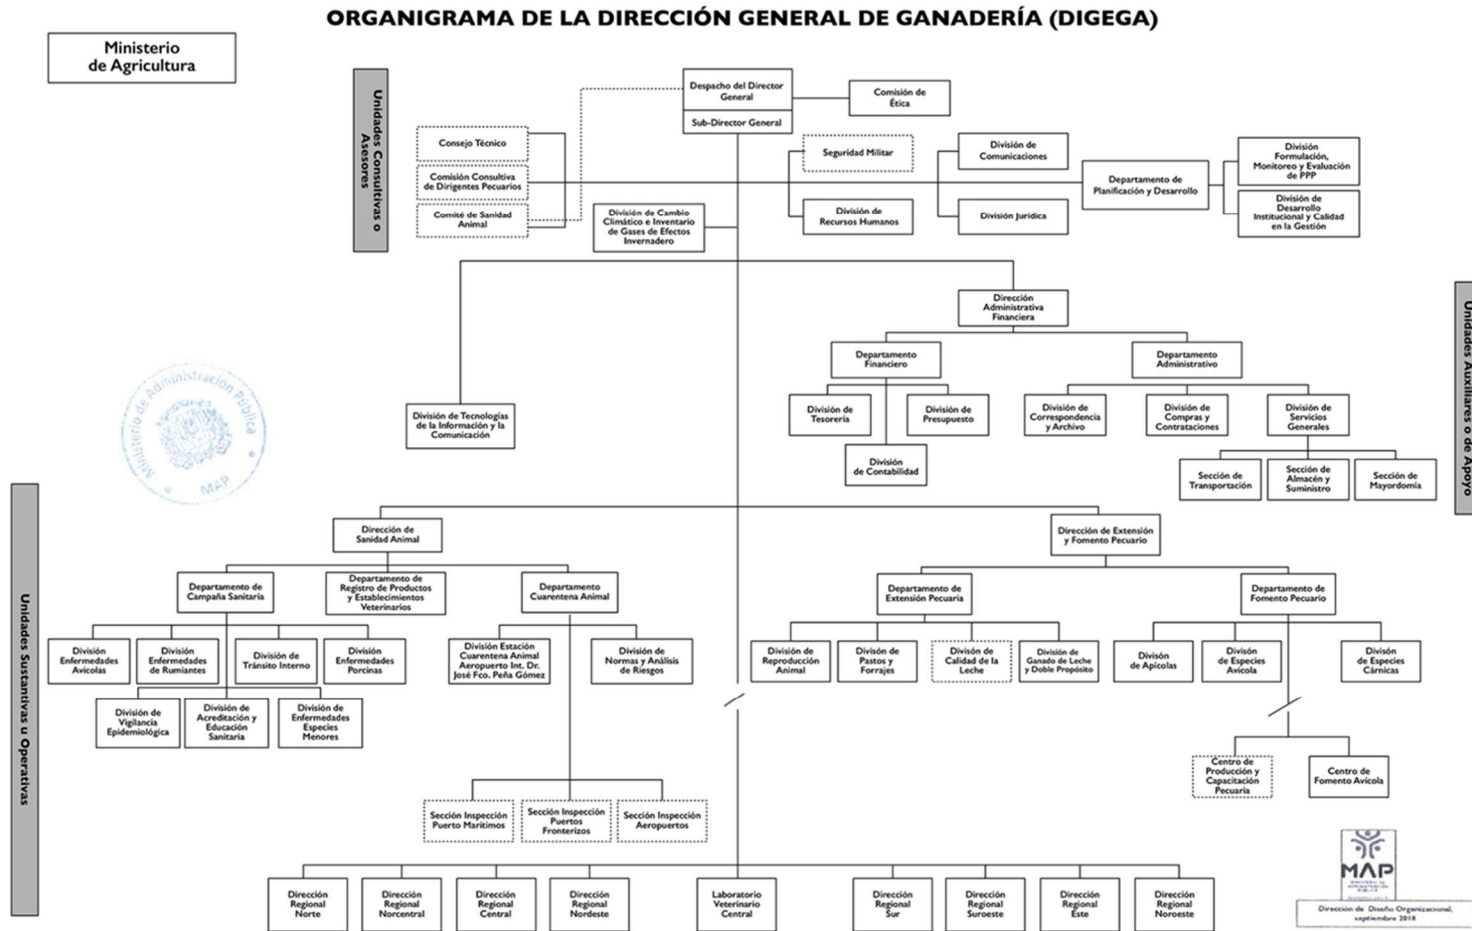 ORGANIGRAMA DE LA DIRECCIÓN GENERAL DE GANADERÍA (DIGEGA)
Ministerio
de Agricultura
Unidades Consultivas o
Asesores
Despacho del Director
General
Sub-Director General
Comisión de
Ética
Consejo Técnico
Comisión Consultiva
de Dirigentes Pecuarios
Comité de Sanidad
Animal
División de Cambio
Climático e Inventario
de Gases de Efectos
Invernadero
Seguridad Militar
División de
Recursos Humanos
División de
Comunicaciones
División Jurídica
Departamento de
Planificación y Desarrollo
División
Formulación,
Monitoreo y Evaluación
de PPP
División de
Desarrollo
Institucional y Calidad
en la Gestión
Unidades Auxiliares o de Apoyo
Dirección
Administrativa
Financiera
Departamento
Financiero
Departamento
Administrativo
División de Tecnologías
de la Información y la
Comunicación
División de
Tesorería
División de
Presupuesto
División
de Contabilidad
División de
Correspondencia
y Archivo
División de
Compras y
Contrataciones
División de
Servicios
Generales
Sección de
Transportación
Sección de
Almacén y
Suministro
Sección de
Mayordomía
Ministerio de Administración Pública
MAP
Unidades Sustantivas u Operativas
Dirección de
Sanidad Animal
Dirección de Extensión
y Fomento Pecuario
Departamento de
Campaña Sanitaria
Departamento de
Registro de Productos
y Establecimientos
Veterinarios
Departamento
Cuarentena Animal
Departamento de
Extensión Pecuaria
Departamento de
Fomento Pecuario
División
Enfermedades
Avícolas
División
Enfermedades
de Rumiantes
División de
Tránsito Interno
División
Enfermedades
Porcinas
División Estación
Cuarentena Animal
Aeropuerto Int. Dr.
José Fco. Peña Gómez
División de
Normas y Análisis
de Riesgos
División de
Reproducción
Animal
División de
Pastos y
Forrajes
Divisón de
Calidad de la
Leche
División de
Ganado de Leche
y Doble Propósito
Divisón
de Apícolas
Divisón
de Especies
Avícola
Divisón
de Especies
Cárnicas
División de
Vigilancia
Epidemiológica
División de
Acreditación y
Educación
Sanitaria
División de
Enfermedades
Especies
Menores
Centro de
Producción y
Capacitación
Pecuaria
Centro de
Fomento Avícola
Sección Inspección
Puerto Marítimos
Sección Inspección
Puertos
Fronterizos
Sección Inspección
Aeropuertos
Dirección
Regional
Norte
Dirección
Regional
Norcentral
Dirección
Regional
Central
Dirección
Regional
Nordeste
Laboratorio
Veterinario
Central
Dirección
Regional
Sur
Dirección
Regional
Suroeste
Dirección
Regional
Este
Dirección
Regional
Noroeste
MAP
MINISTERIO DE
ADMINISTRACIÓN
PÚBLICA
Dirección de Diseño Organizacional,
septiembre 2018